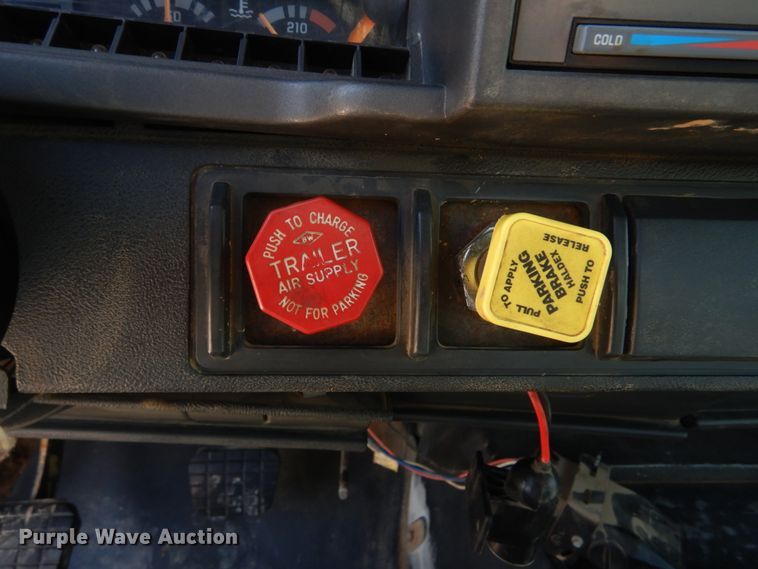 210
COLD
PUSH TO CHARGE
BW
TRAILER
AIR SUPPLY
NOT FOR PARKING
PULL
TO APPLY
PARKING
BRAKE
HALDEX
PUSH TO
RELEASE
Purple Wave Auction